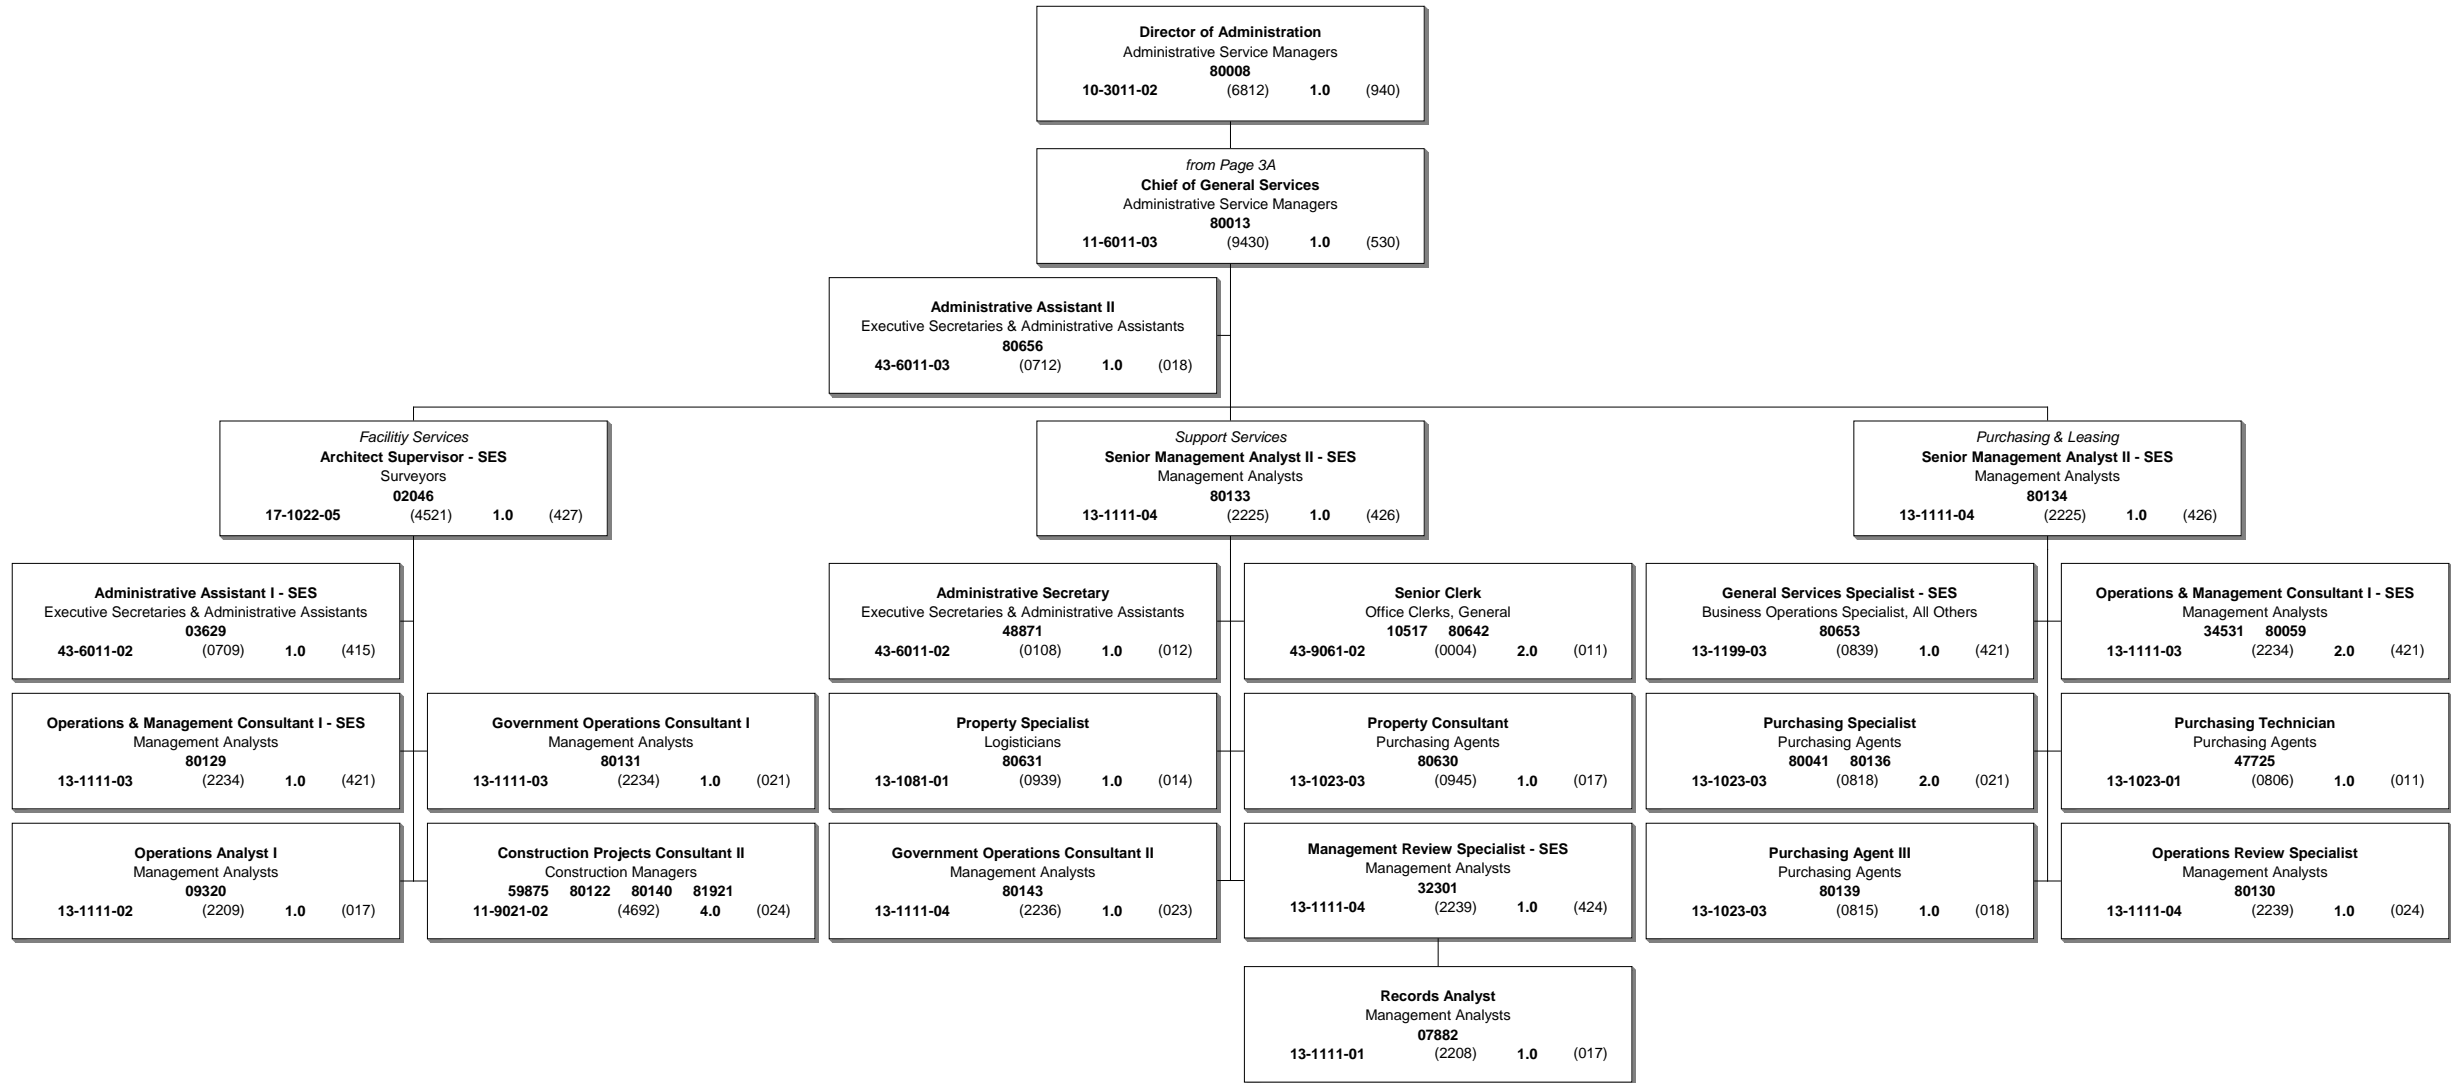 Director of Administration
Administrative Service Managers
80008
10-3011-02 (6812) 1.0 (940)
from Page 3A
Chief of General Services
Administrative Service Managers
80013
11-6011-03 (9430) 1.0 (530)
Administrative Assistant II
Executive Secretaries & Administrative Assistants
80656
43-6011-03 (0712) 1.0 (018)
Facilitiy Services
Architect Supervisor - SES
Surveyors
02046
17-1022-05 (4521) 1.0 (427)
Support Services
Senior Management Analyst II - SES
Management Analysts
80133
13-1111-04 (2225) 1.0 (426)
Purchasing & Leasing
Senior Management Analyst II - SES
Management Analysts
80134
13-1111-04 (2225) 1.0 (426)
Administrative Assistant I - SES
Executive Secretaries & Administrative Assistants
03629
43-6011-02 (0709) 1.0 (415)
Administrative Secretary
Executive Secretaries & Administrative Assistants
48871
43-6011-02 (0108) 1.0 (012)
Senior Clerk
Office Clerks, General
10517 80642
43-9061-02 (0004) 2.0 (011)
General Services Specialist - SES
Business Operations Specialist, All Others
80653
13-1199-03 (0839) 1.0 (421)
Operations & Management Consultant I - SES
Management Analysts
34531 80059
13-1111-03 (2234) 2.0 (421)
Operations & Management Consultant I - SES
Management Analysts
80129
13-1111-03 (2234) 1.0 (421)
Government Operations Consultant I
Management Analysts
80131
13-1111-03 (2234) 1.0 (021)
Property Specialist
Logisticians
80631
13-1081-01 (0939) 1.0 (014)
Property Consultant
Purchasing Agents
80630
13-1023-03 (0945) 1.0 (017)
Purchasing Specialist
Purchasing Agents
80041 80136
13-1023-03 (0818) 2.0 (021)
Purchasing Technician
Purchasing Agents
47725
13-1023-01 (0806) 1.0 (011)
Operations Analyst I
Management Analysts
09320
13-1111-02 (2209) 1.0 (017)
Construction Projects Consultant II
Construction Managers
59875 80122 80140 81921
11-9021-02 (4692) 4.0 (024)
Government Operations Consultant II
Management Analysts
80143
13-1111-04 (2236) 1.0 (023)
Management Review Specialist - SES
Management Analysts
32301
13-1111-04 (2239) 1.0 (424)
Purchasing Agent III
Purchasing Agents
80139
13-1023-03 (0815) 1.0 (018)
Operations Review Specialist
Management Analysts
80130
13-1111-04 (2239) 1.0 (024)
Records Analyst
Management Analysts
07882
13-1111-01 (2208) 1.0 (017)